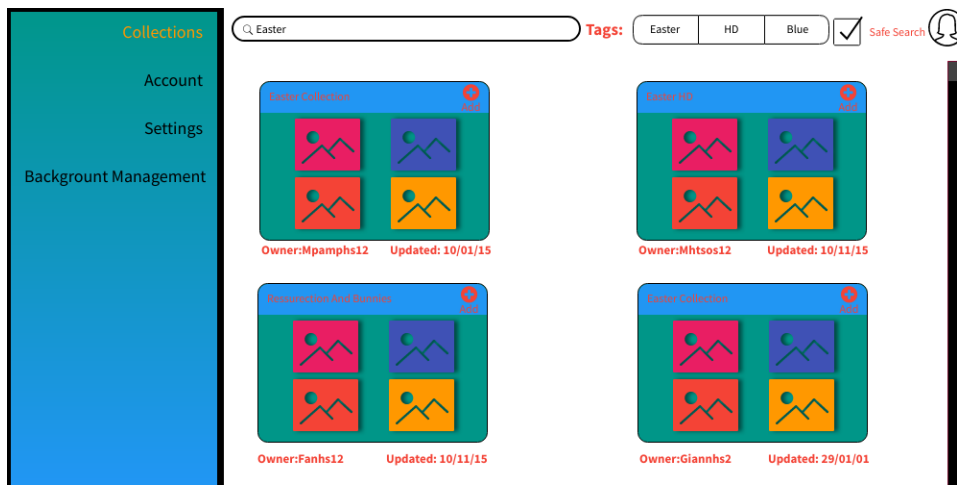 Collections
Account
Settings
Backgrount Management
Easter
Tags:
Easter HD Blue
Safe Search
Easter Collection
Add
Owner:Mpamphs12 Updated: 10/01/15
Easter HD
Add
Owner:Mhtsos12 Updated: 10/11/15
Ressurection And Bunnies
Add
Owner:Fanhs12 Updated: 10/11/15
Easter Collection
Add
Owner:Giannhs2 Updated: 29/01/01